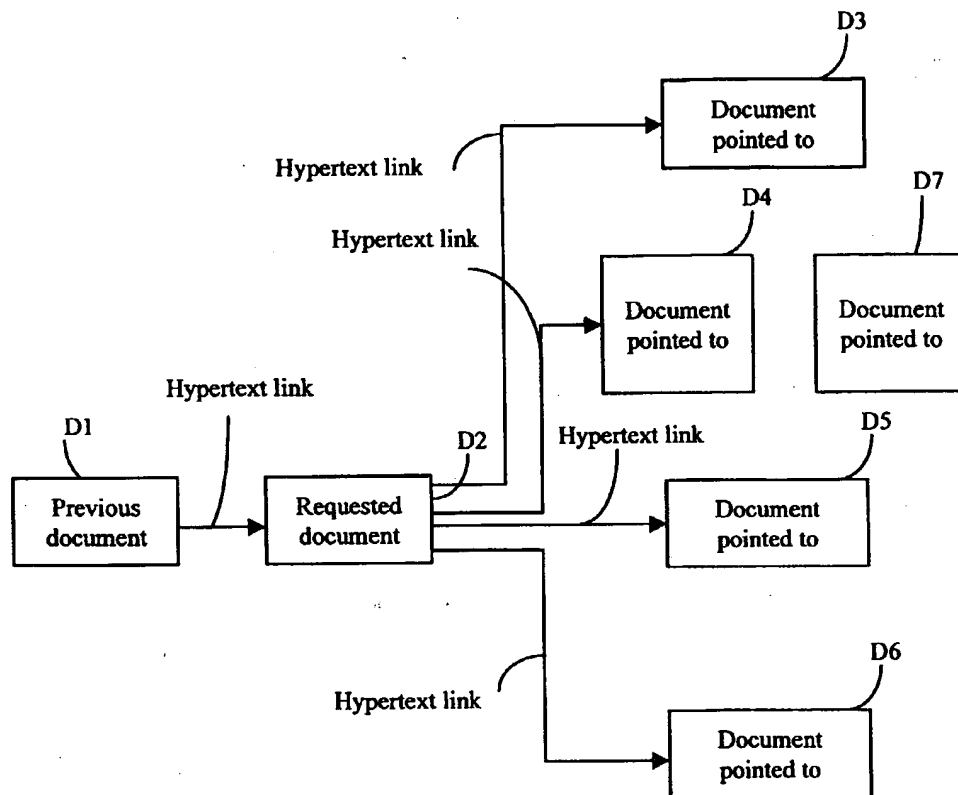 D3
Document
pointed to
Hypertext link
D4
D7
Hypertext link
Document
pointed to
Document
pointed to
Hypertext link
D1
D2
Hypertext link
D5
Previous
document
Requested
document
Document
pointed to
D6
Hypertext link
Document
pointed to